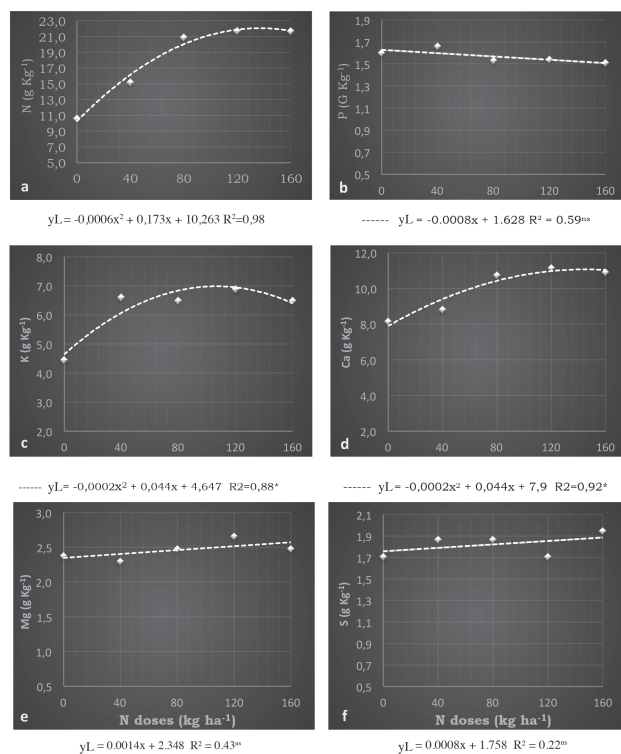 23,0
21,0
19,0
17,0
15,0
13,0
11,0
9,0
7,0
5,0
N (g Kg⁻¹)
0 40 80 120 160
a
yL= -0,0006x² + 0,173x + 10,263 R²=0,98
1,9
1,7
1,5
1,3
1,1
0,9
0,7
0,5
P (G Kg⁻¹)
0 40 80 120 160
b
------ yL = -0.0008x + 1.628 R² = 0.59ⁿˢ
8,0
7,0
6,0
5,0
4,0
3,0
2,0
K (g Kg⁻¹)
0 40 80 120 160
c
------ yL= -0,0002x² + 0,044x + 4,647 R2=0,88*
12,0
10,0
8,0
6,0
4,0
2,0
Ca (g Kg⁻¹)
0 40 80 120 160
d
------ yL= -0,0002x² + 0,044x + 7,9 R2=0,92*
3,0
2,5
2,0
1,5
1,0
0,5
Mg (g Kg⁻¹)
0 40 80 120 160
e N doses (kg ha⁻¹)
yL = 0.0014x + 2.348 R² = 0.43ⁿˢ
2,1
1,9
1,7
1,5
1,3
1,1
0,9
0,7
0,5
S (g Kg⁻¹)
0 40 80 120 160
f N doses (kg ha⁻¹)
yL = 0.0008x + 1.758 R² = 0.22ⁿˢ